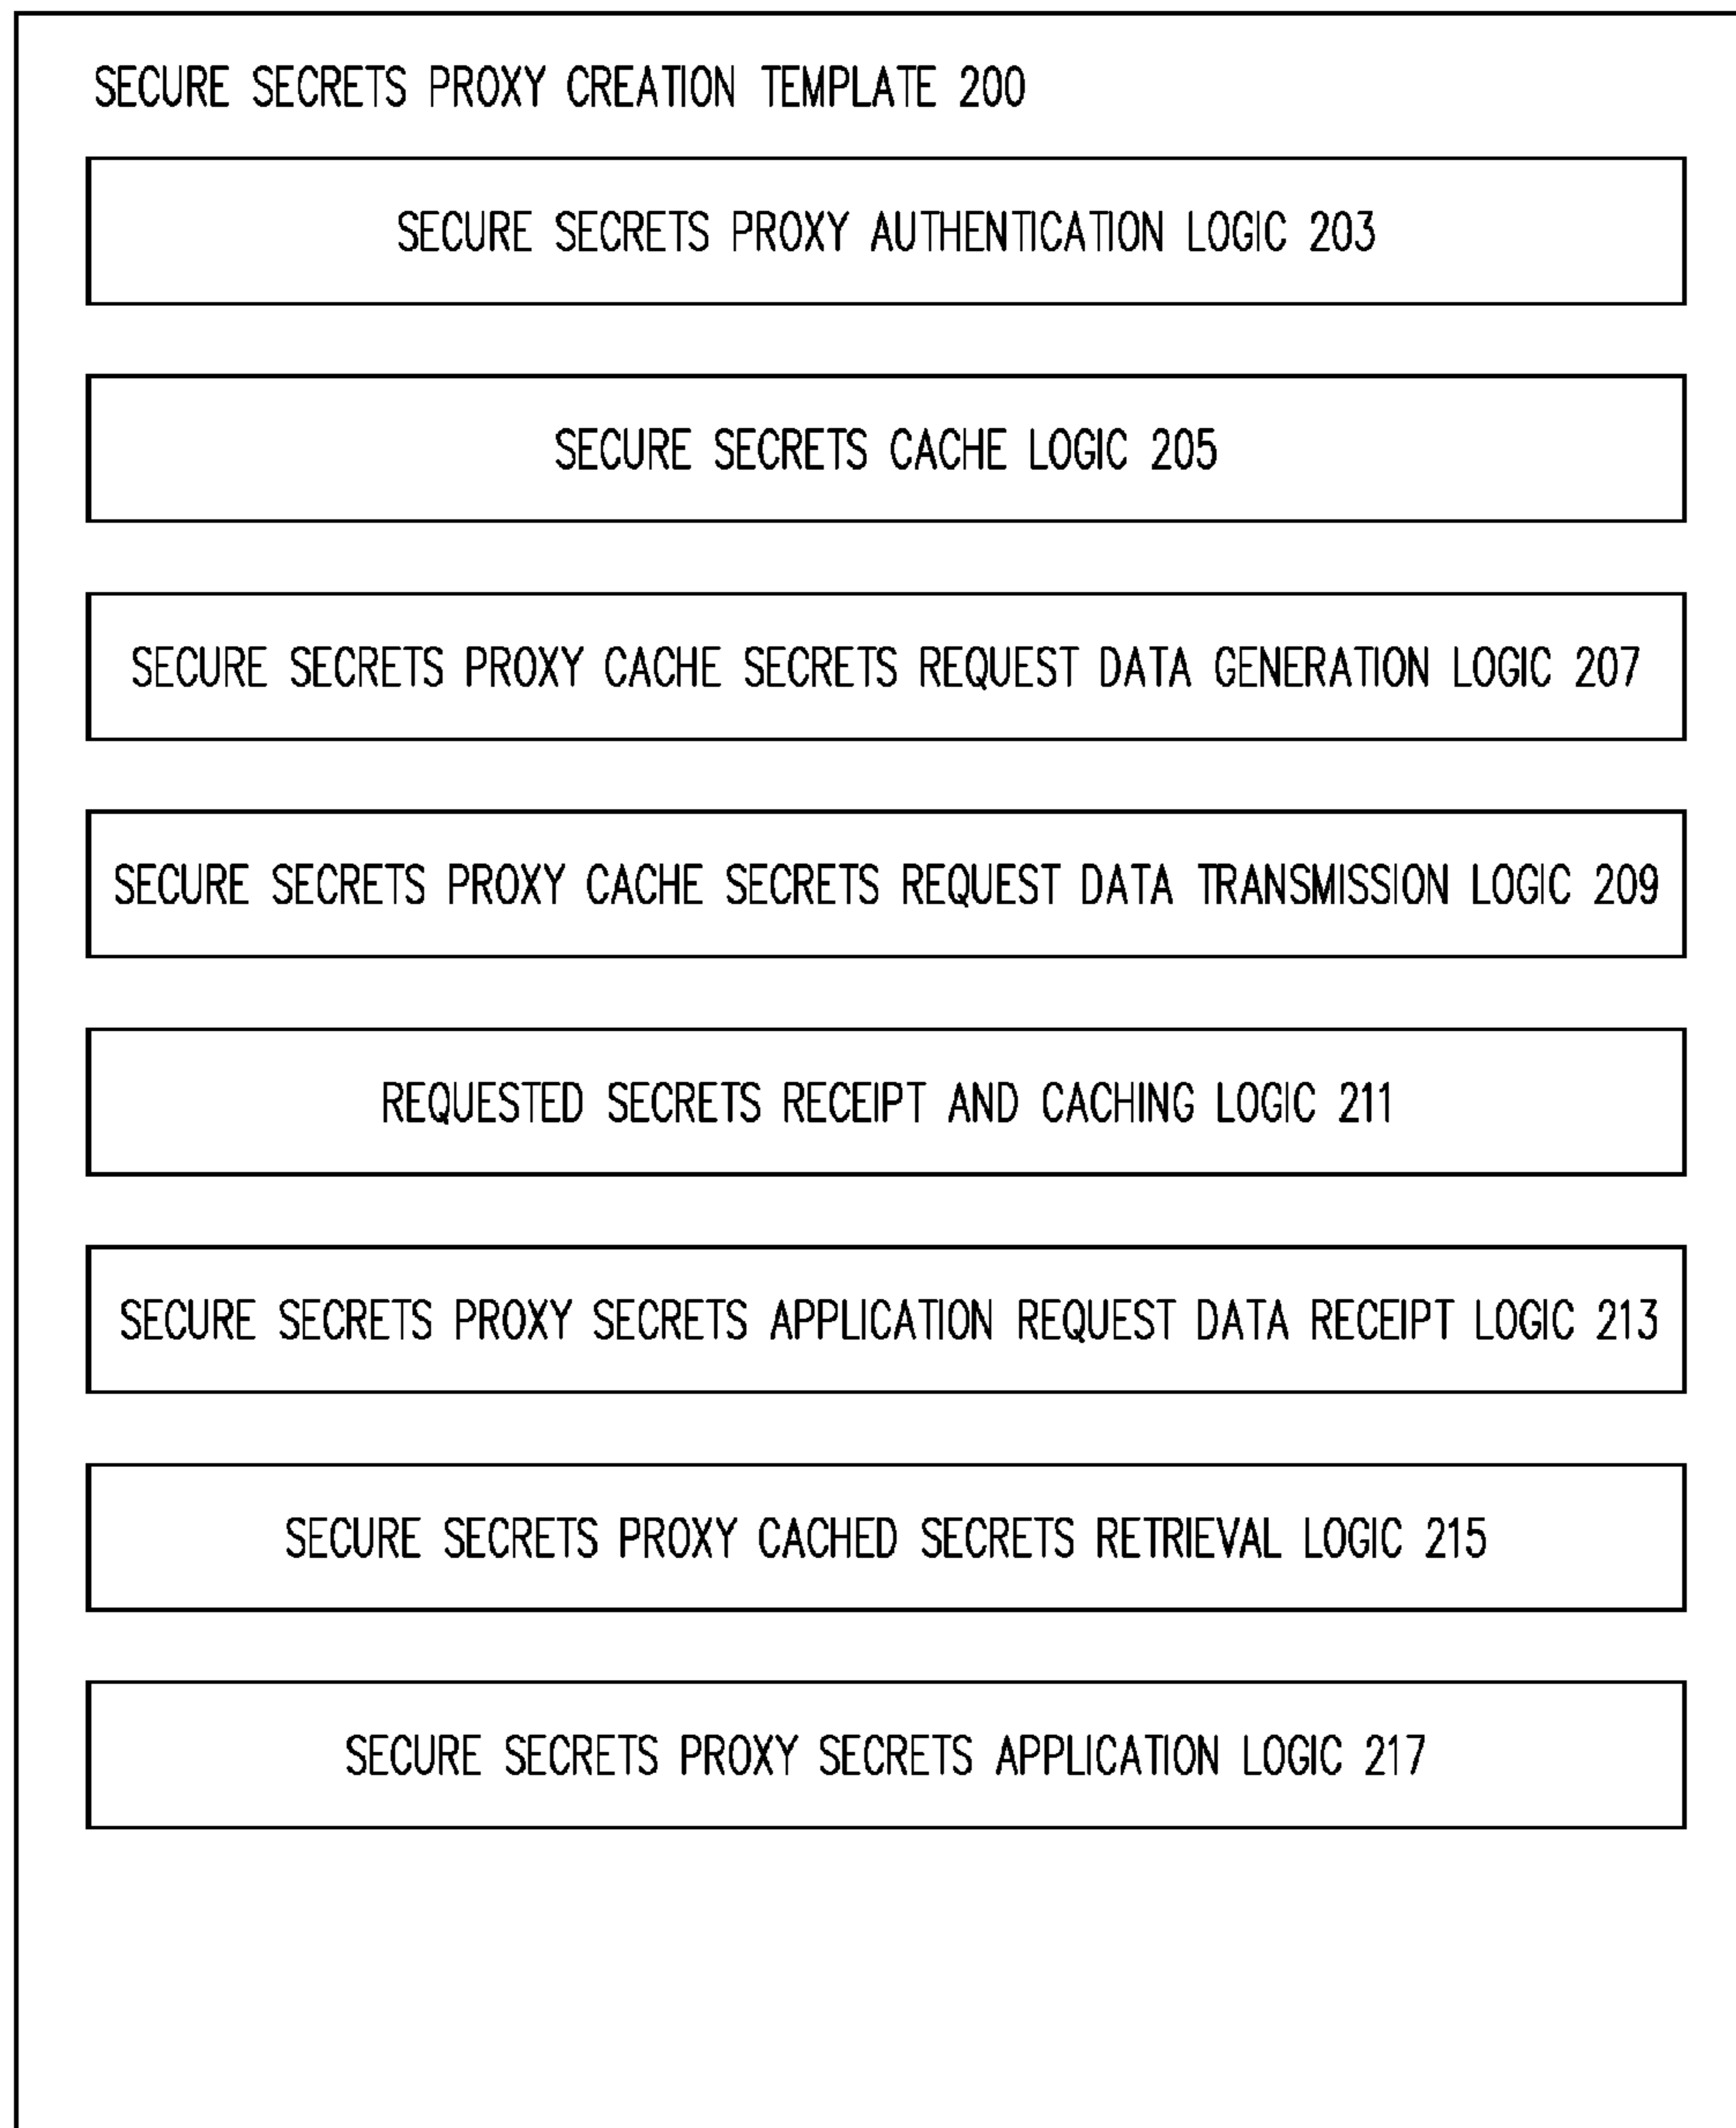 SECURE SECRETS PROXY CREATION TEMPLATE 200
SECURE SECRETS PROXY AUTHENTICATION LOGIC 203
SECURE SECRETS CACHE LOGIC 205
SECURE SECRETS PROXY CACHE SECRETS REQUEST DATA GENERATION LOGIC 207
SECURE SECRETS PROXY CACHE SECRETS REQUEST DATA TRANSMISSION LOGIC 209
REQUESTED SECRETS RECEIPT AND CACHING LOGIC 211
SECURE SECRETS PROXY SECRETS APPLICATION REQUEST DATA RECEIPT LOGIC 213
SECURE SECRETS PROXY CACHED SECRETS RETRIEVAL LOGIC 215
SECURE SECRETS PROXY SECRETS APPLICATION LOGIC 217